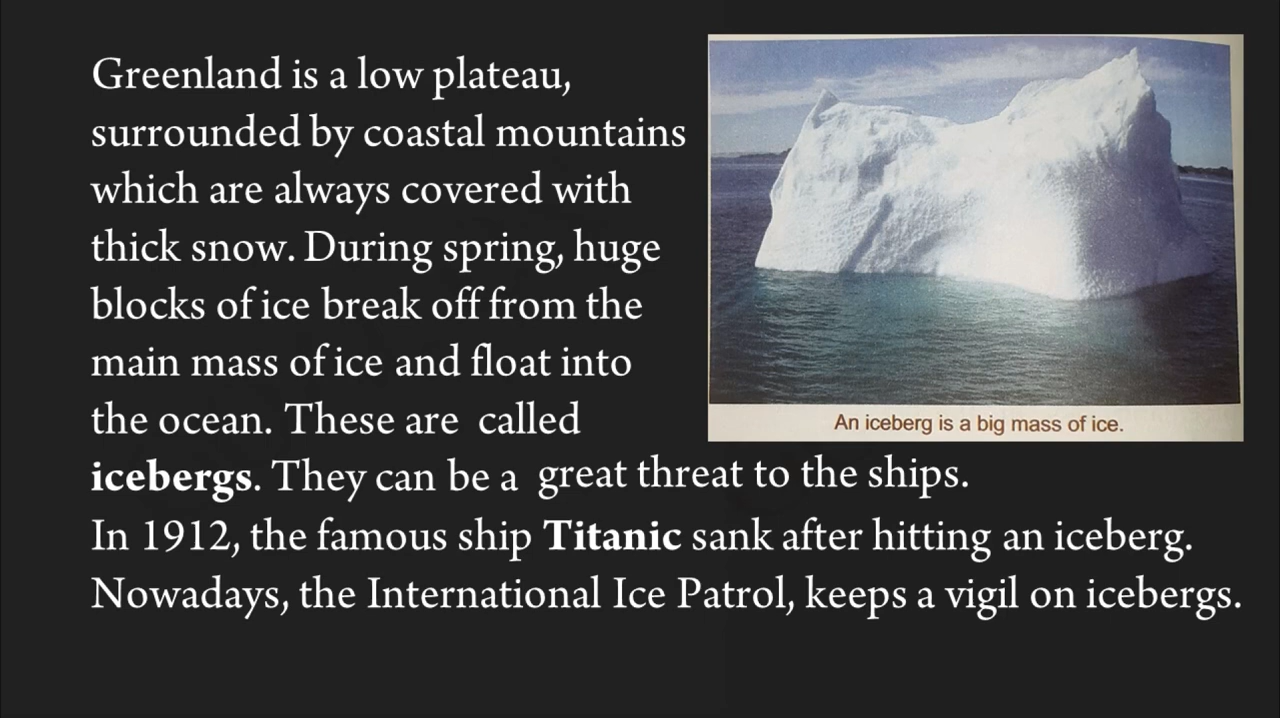 Greenland is a low plateau,
surrounded by coastal mountains
which are always covered with
thick snow. During spring, huge
blocks of ice break off from the
main mass of ice and float into
the ocean. These are called
icebergs. They can be a great threat to the ships.
In 1912, the famous ship Titanic sank after hitting an iceberg.
Nowadays, the International Ice Patrol, keeps a vigil on icebergs.
An iceberg is a big mass of ice.